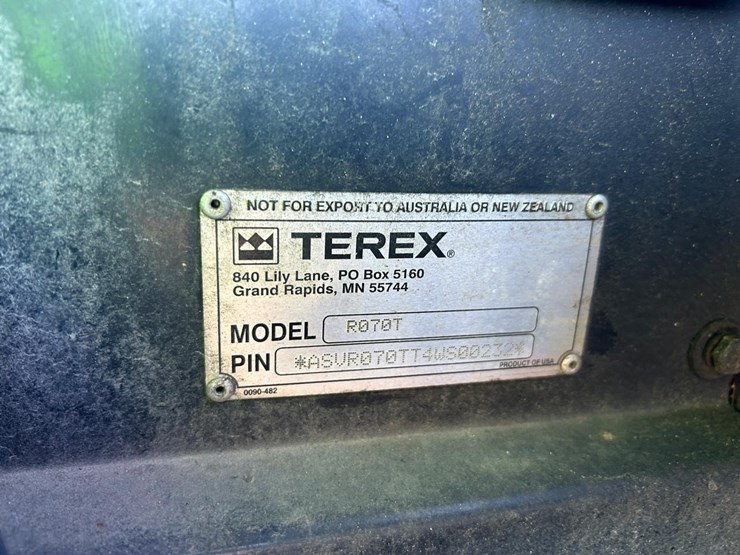 NOT FOR EXPORT TO AUSTRALIA OR NEW ZEALAND
TEREX®
840 Lily Lane, PO Box 5160
Grand Rapids, MN 55744
MODEL R070T
PIN *ASVR070TT4WS00232*
PRODUCT OF USA
0090-482